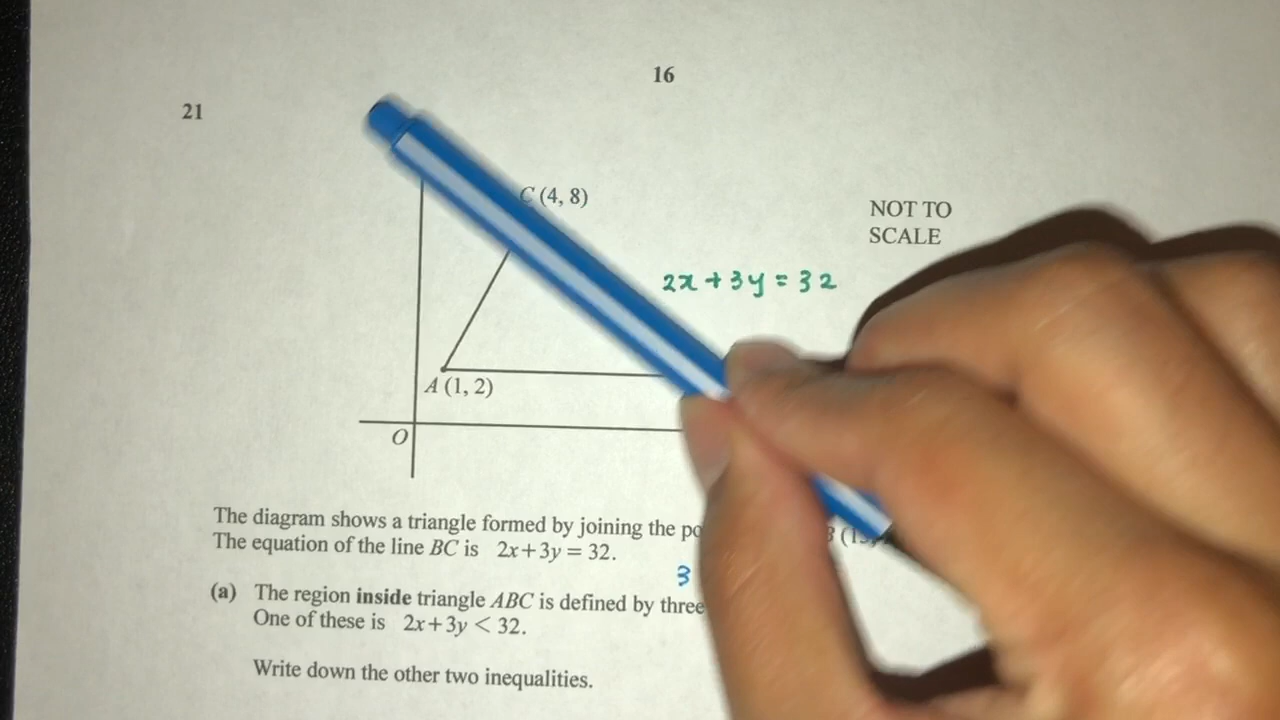 16
21
C (4, 8)
NOT TO
SCALE
2x + 3y = 32
A (1, 2)
O
The diagram shows a triangle formed by joining the
The equation of the line BC is 2x+3y = 32.
3
(a) The region inside triangle ABC is defined by three
One of these is 2x+3y < 32.
Write down the other two inequalities.